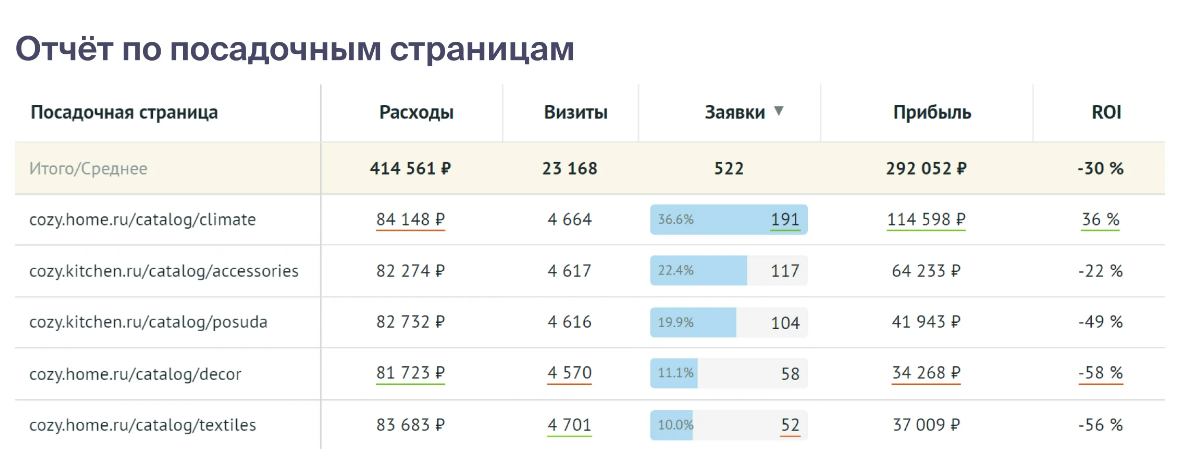 Отчёт по посадочным страницам
Посадочная страница Расходы Визиты Заявки ▼ Прибыль ROI
Итого/Среднее 414 561 ₽ 23 168 522 292 052 ₽ -30 %
cozy.home.ru/catalog/climate 84 148 ₽ 4 664 36.6% 191 114 598 ₽ 36 %
cozy.kitchen.ru/catalog/accessories 82 274 ₽ 4 617 22.4% 117 64 233 ₽ -22 %
cozy.kitchen.ru/catalog/posuda 82 732 ₽ 4 616 19.9% 104 41 943 ₽ -49 %
cozy.home.ru/catalog/decor 81 723 ₽ 4 570 11.1% 58 34 268 ₽ -58 %
cozy.home.ru/catalog/textiles 83 683 ₽ 4 701 10.0% 52 37 009 ₽ -56 %